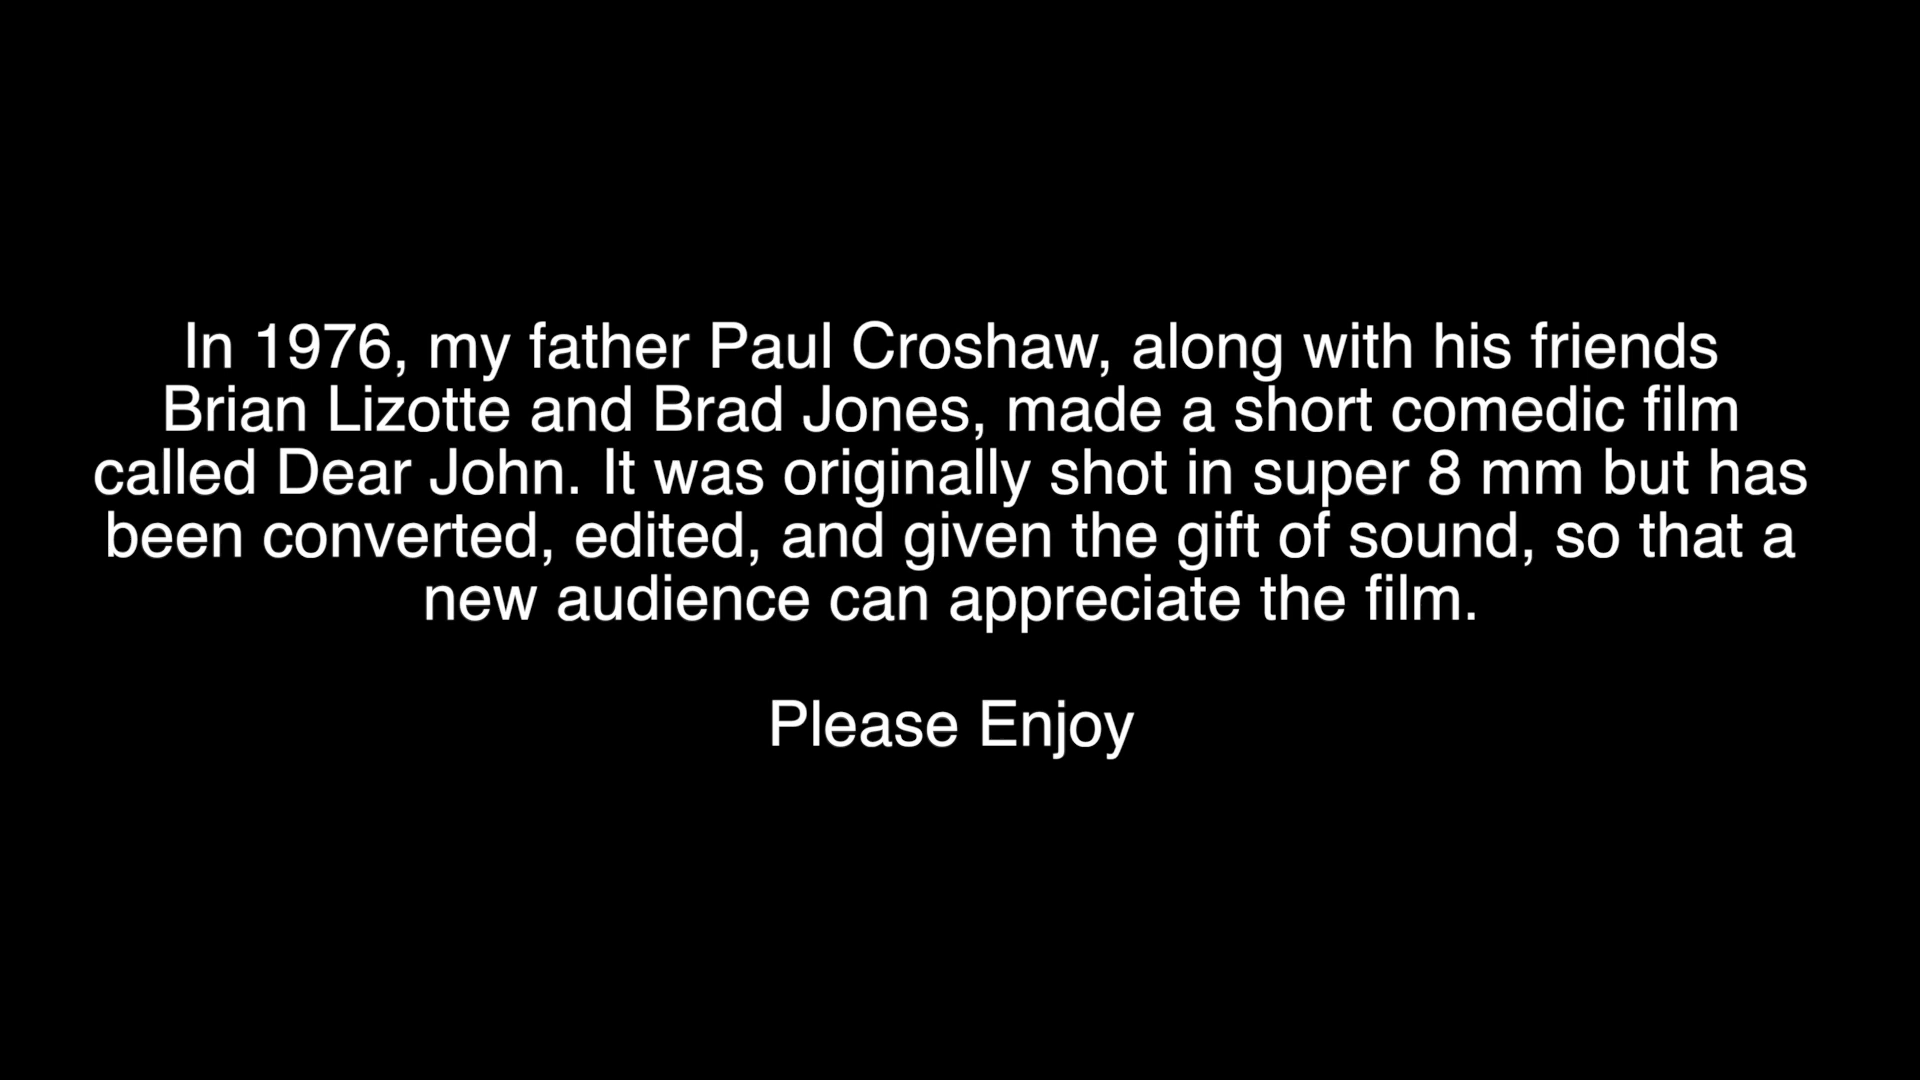 In 1976, my father Paul Croshaw, along with his friends
Brian Lizotte and Brad Jones, made a short comedic film
called Dear John. It was originally shot in super 8 mm but has
been converted, edited, and given the gift of sound, so that a
new audience can appreciate the film.
Please Enjoy